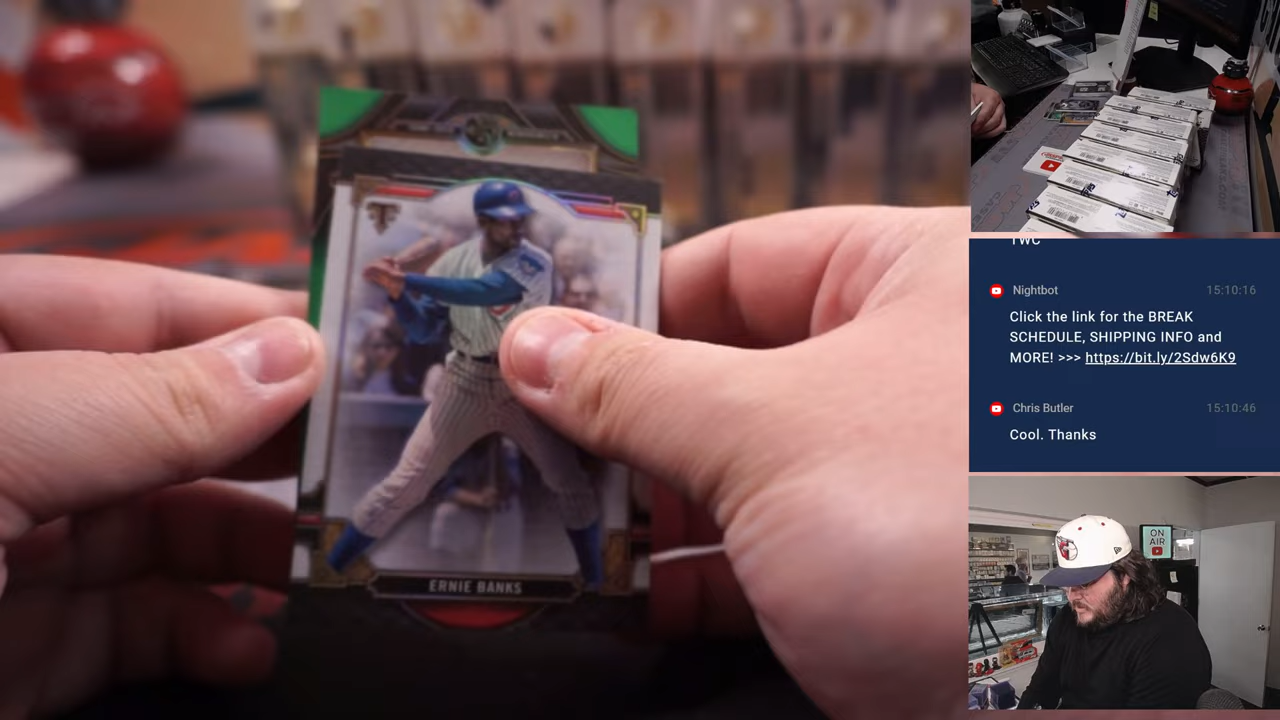 ERNIE BANKS
TWC
Nightbot 15:10:16
Click the link for the BREAK
SCHEDULE, SHIPPING INFO and
MORE! >>> https://bit.ly/2Sdw6K9
Chris Butler 15:10:46
Cool. Thanks
ON
AIR